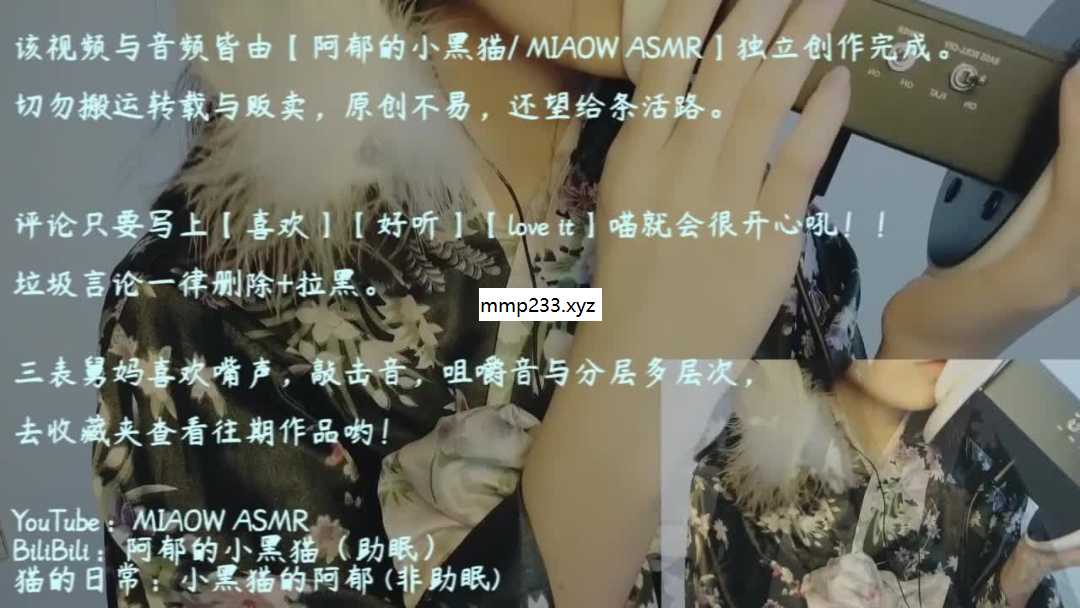 该视频与音频皆由【阿郁的小黑猫/ MIAOW ASMR】独立创作完成。
切勿搬运转载与贩卖，原创不易，还望给条活路。
评论只要写上【喜欢】【好听】【love it】喵就会很开心吼！！
垃圾言论一律删除+拉黑。
mmp233.xyz
三表舅妈喜欢嘴声，敲击音，咀嚼音与分层多层次，
去收藏夹查看往期作品哟！
YouTube：MIAOW ASMR
BiliBili：阿郁的小黑猫（助眠）
猫的日常：小黑猫的阿郁(非助眠)